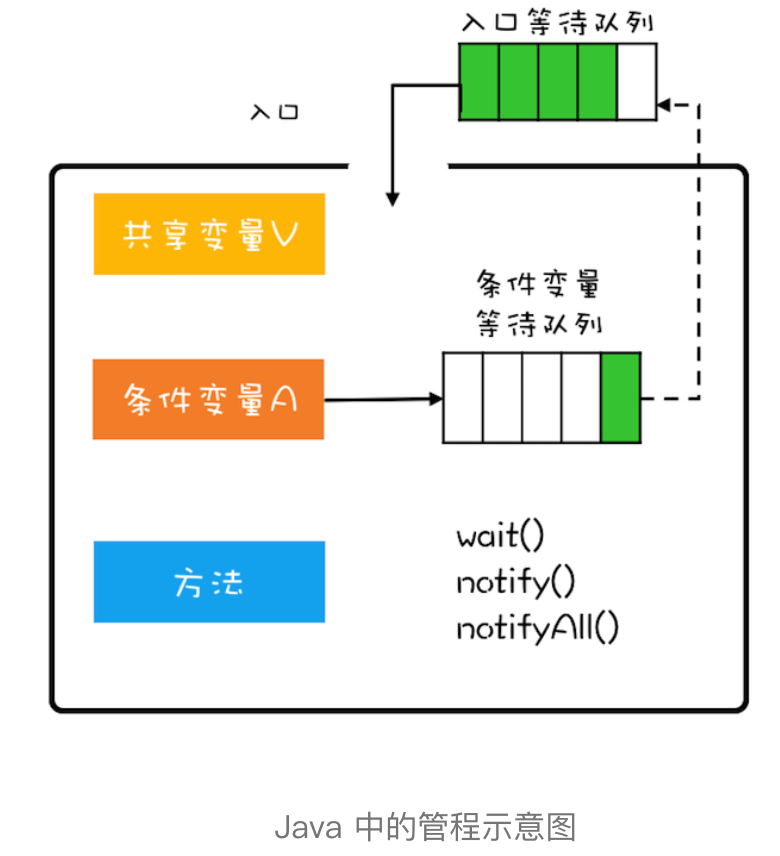 入口等待队列
入口
共享变量V
条件变量
等待队列
条件变量A
wait()
notify()
notifyAll()
方法
Java 中的管程示意图